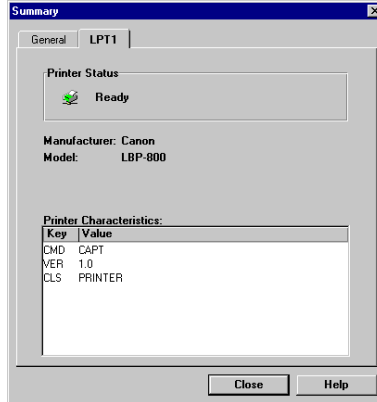 Summary
General LPT1
Printer Status
Ready
Manufacturer: Canon
Model: LBP-800
Printer Characteristics:
Key Value
CMD CAPT
VER 1.0
CLS PRINTER
Close Help